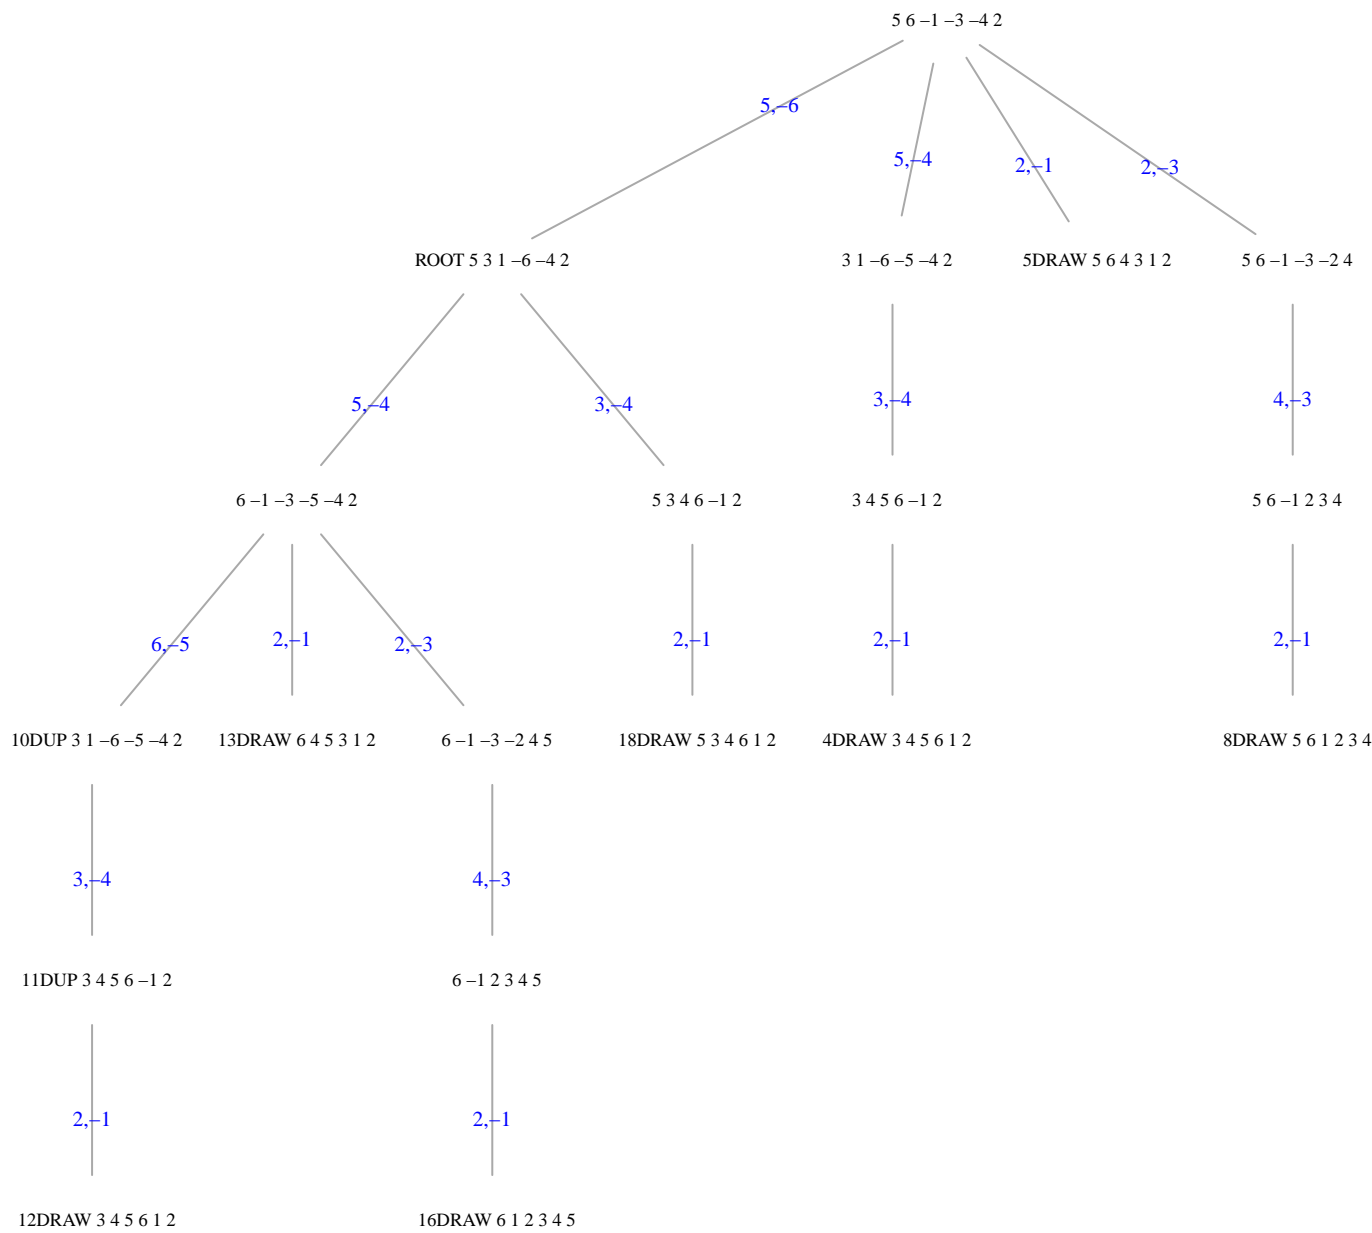 5 6 –1 –3 –4 2
5,–6
5,–4
2,–1
2,–3
ROOT 5 3 1 –6 –4 2
3 1 –6 –5 –4 2
5DRAW 5 6 4 3 1 2
5 6 –1 –3 –2 4
5,–4
3,–4
3,–4
4,–3
6 –1 –3 –5 –4 2
5 3 4 6 –1 2
3 4 5 6 –1 2
5 6 –1 2 3 4
6,–5
2,–1
2,–3
2,–1
2,–1
2,–1
10DUP 3 1 –6 –5 –4 2
13DRAW 6 4 5 3 1 2
6 –1 –3 –2 4 5
18DRAW 5 3 4 6 1 2
4DRAW 3 4 5 6 1 2
8DRAW 5 6 1 2 3 4
3,–4
4,–3
11DUP 3 4 5 6 –1 2
6 –1 2 3 4 5
2,–1
2,–1
12DRAW 3 4 5 6 1 2
16DRAW 6 1 2 3 4 5